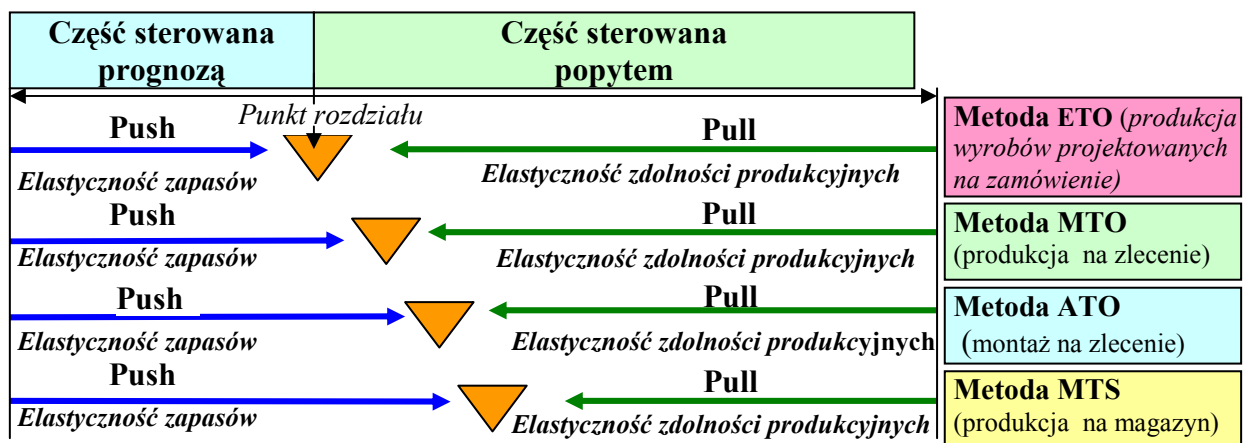 Część sterowana
prognozą
Część sterowana
popytem
Punkt rozdziału
Push
Pull
Elastyczność zapasów
Elastyczność zdolności produkcyjnych
Metoda ETO (produkcja
wyrobów projektowanych
na zamówienie)
Push
Pull
Elastyczność zapasów
Elastyczność zdolności produkcyjnych
Metoda MTO
(produkcja na zlecenie)
Push
Pull
Elastyczność zapasów
Elastyczność zdolności produkcyjnych
Metoda ATO
(montaż na zlecenie)
Push
Pull
Elastyczność zapasów
Elastyczność zdolności produkcyjnych
Metoda MTS
(produkcja na magazyn)